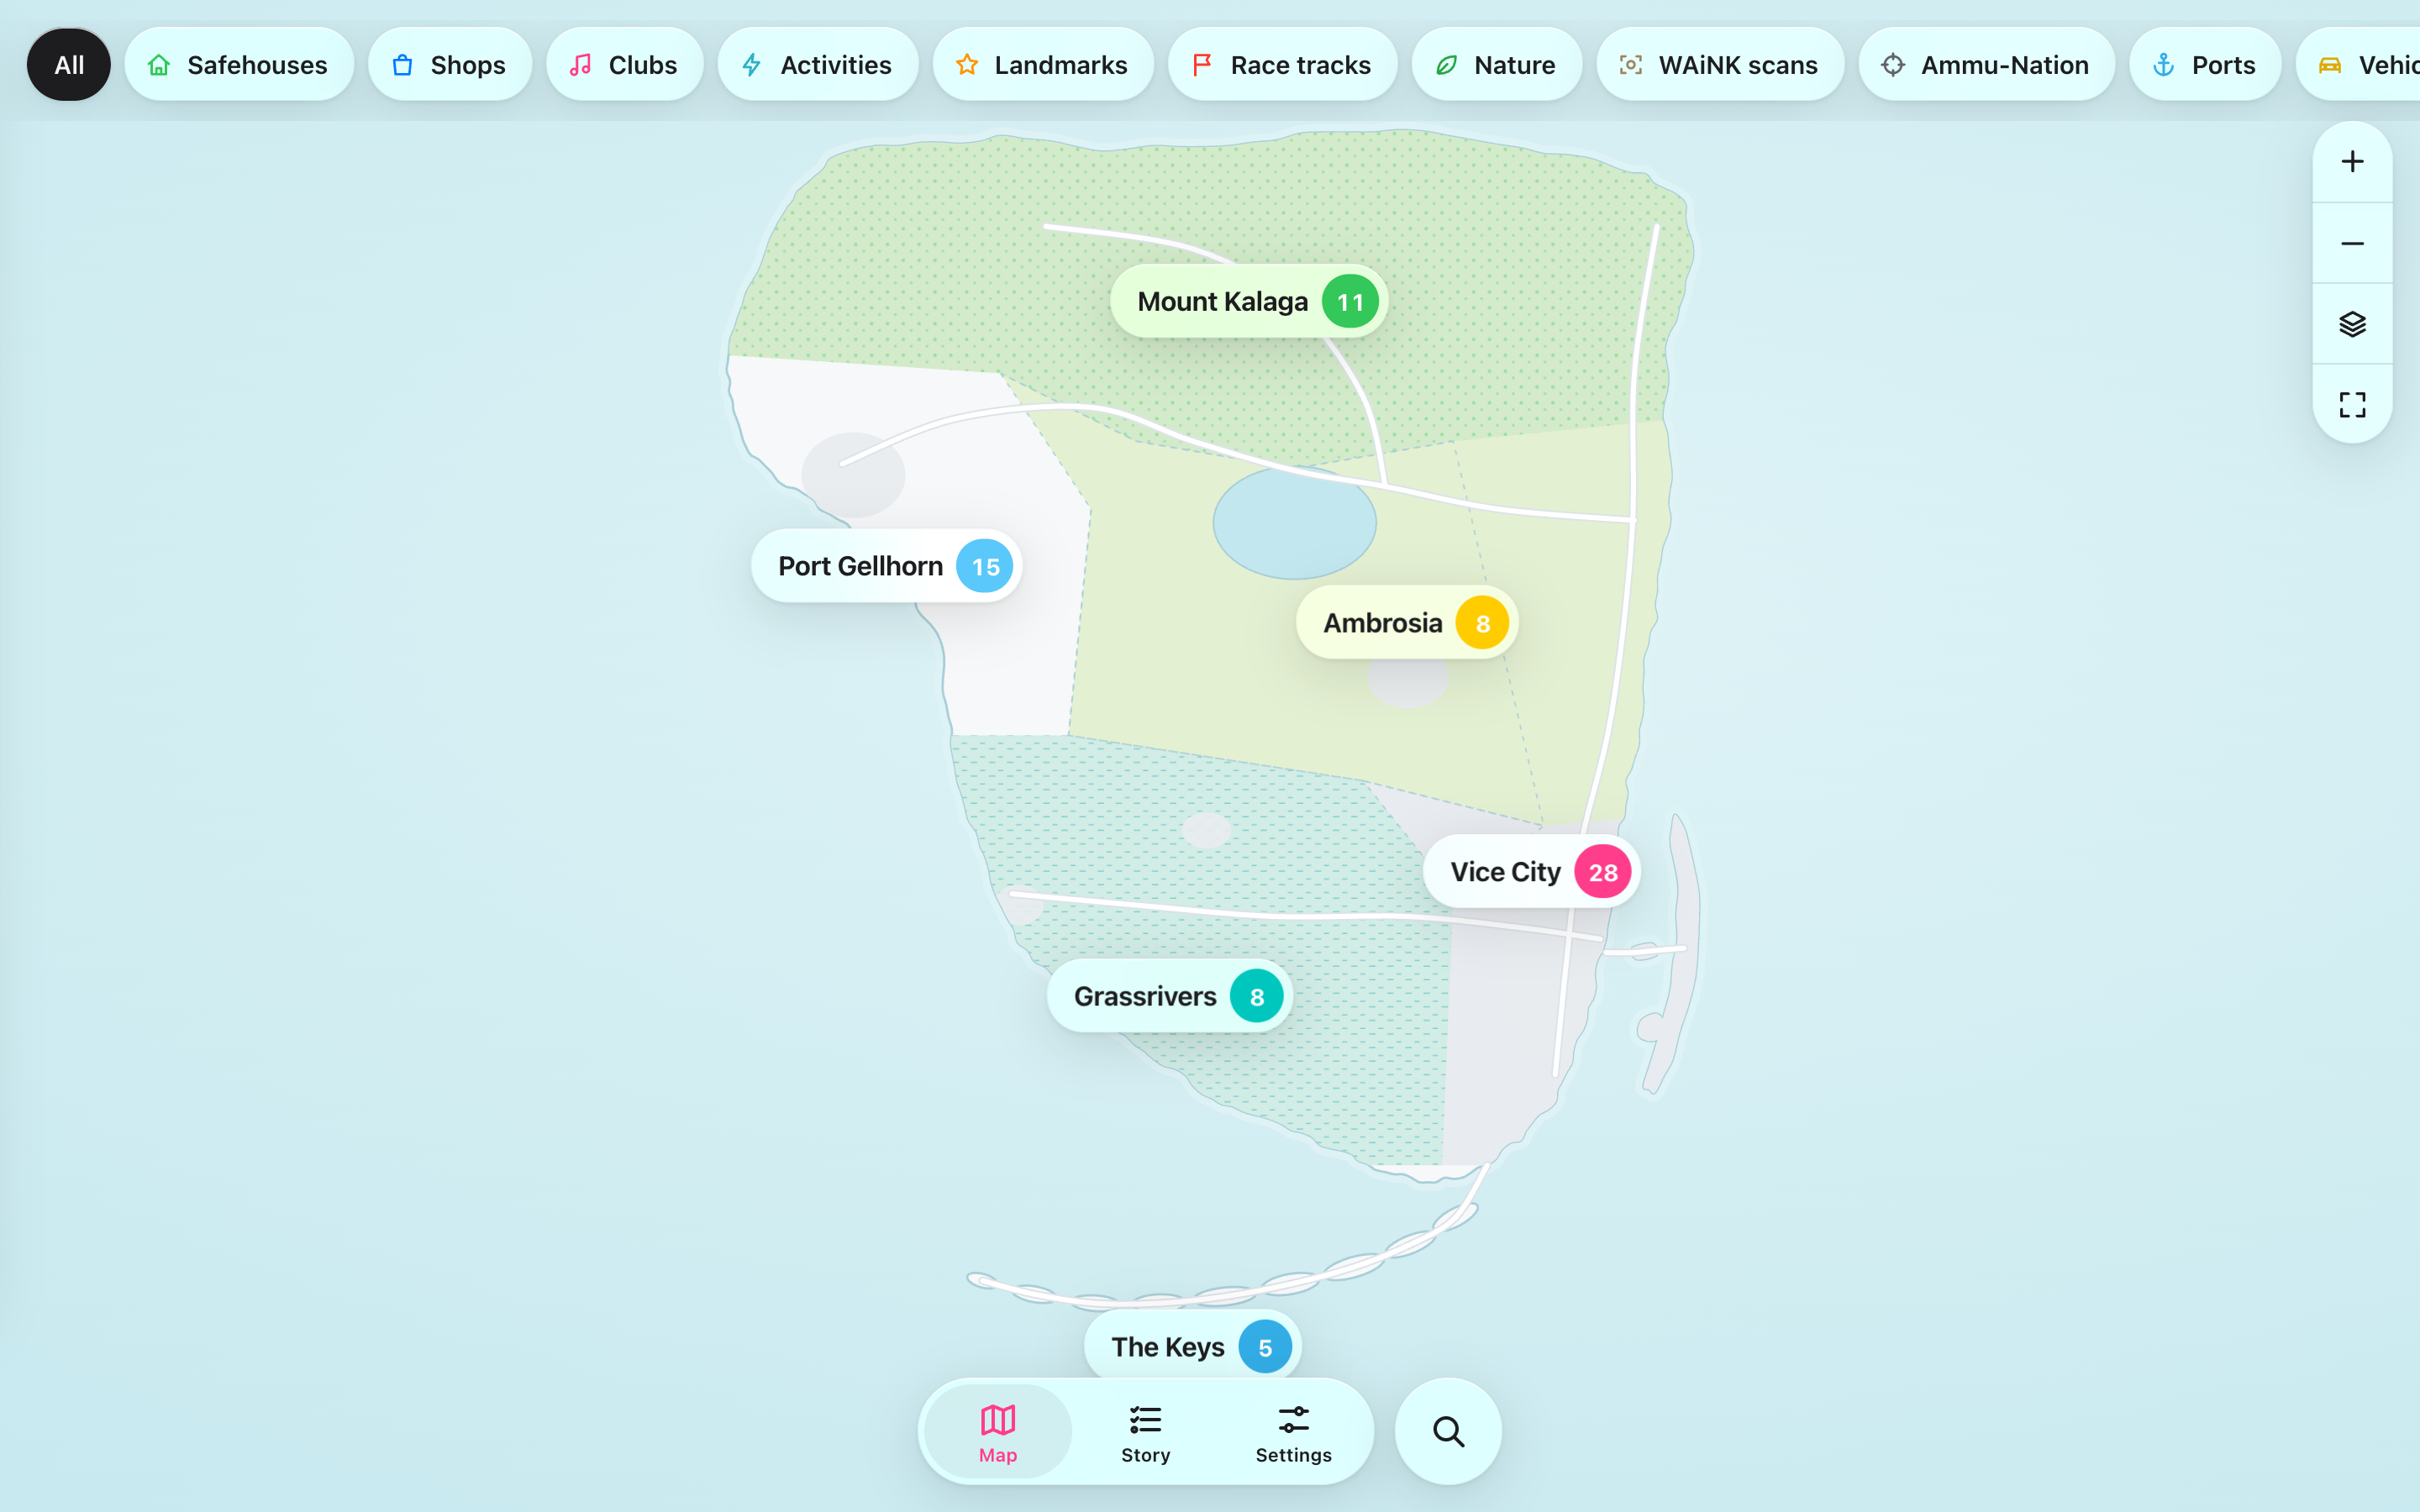 All Safehouses Shops Clubs Activities Landmarks Race tracks Nature WAiNK scans Ammu-Nation Ports Vehic
Mount Kalaga 11
Port Gellhorn 15
Ambrosia 8
Vice City 28
Grassrivers 8
The Keys 5
Map Story Settings